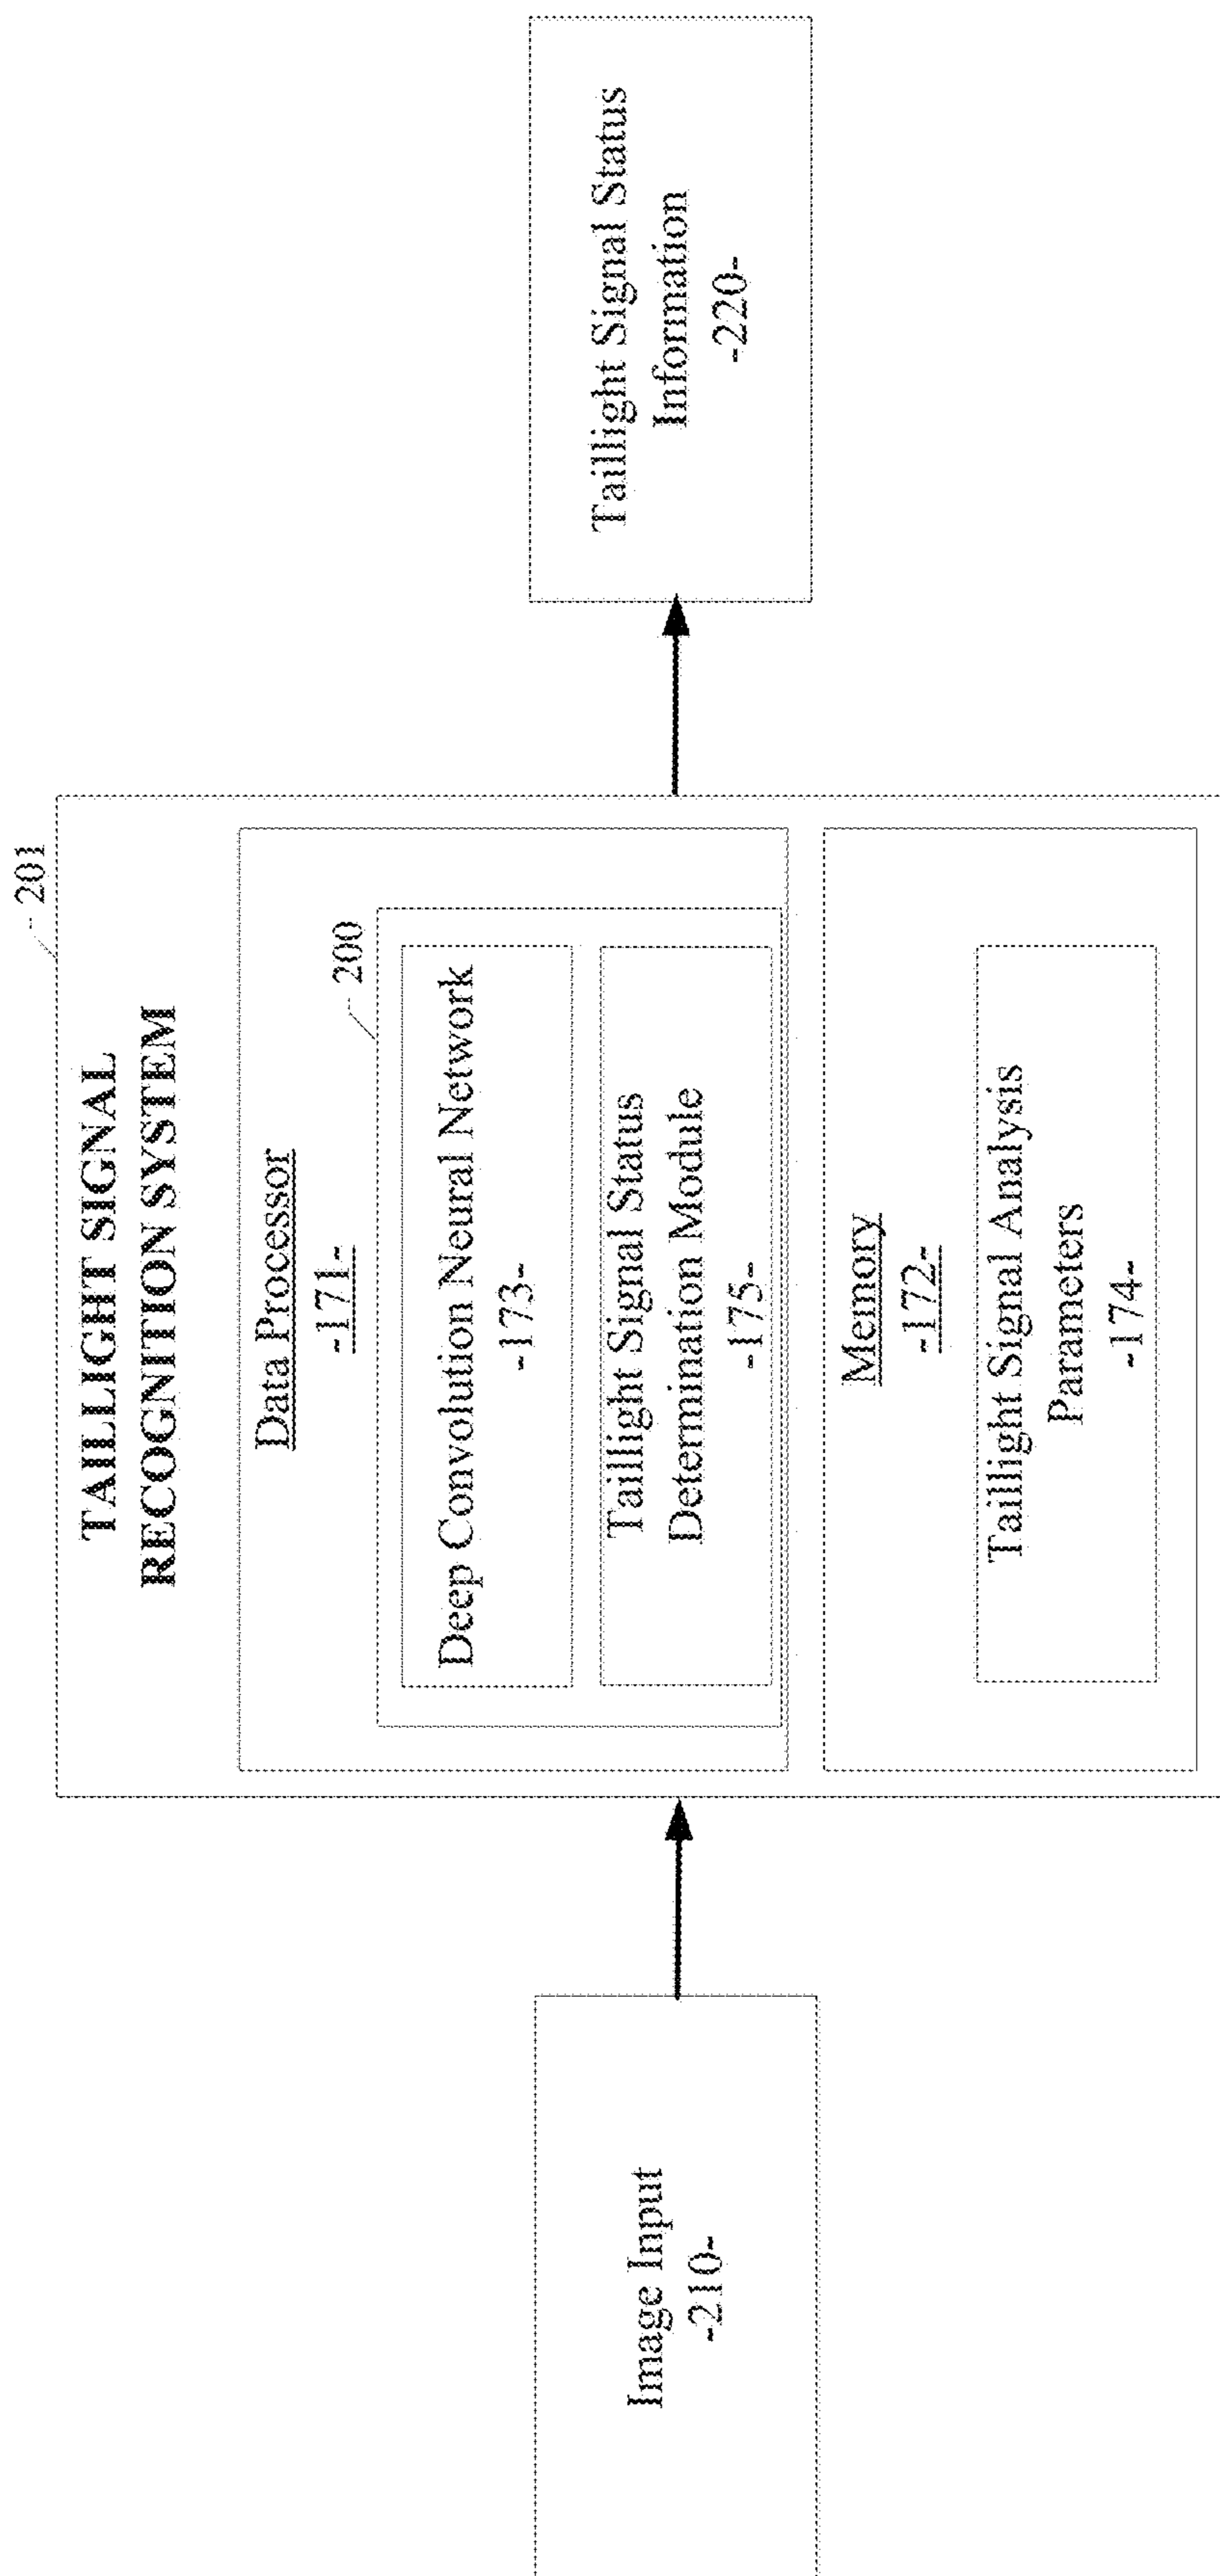 Image Input
-210-
201
TAILLIGHT SIGNAL
RECOGNITION SYSTEM
Data Processor
-171-
200
Deep Convolution Neural Network
-173-
Taillight Signal Status
Determination Module
-175-
Memory
-172-
Taillight Signal Analysis
Parameters
-174-
Taillight Signal Status
Information
-220-